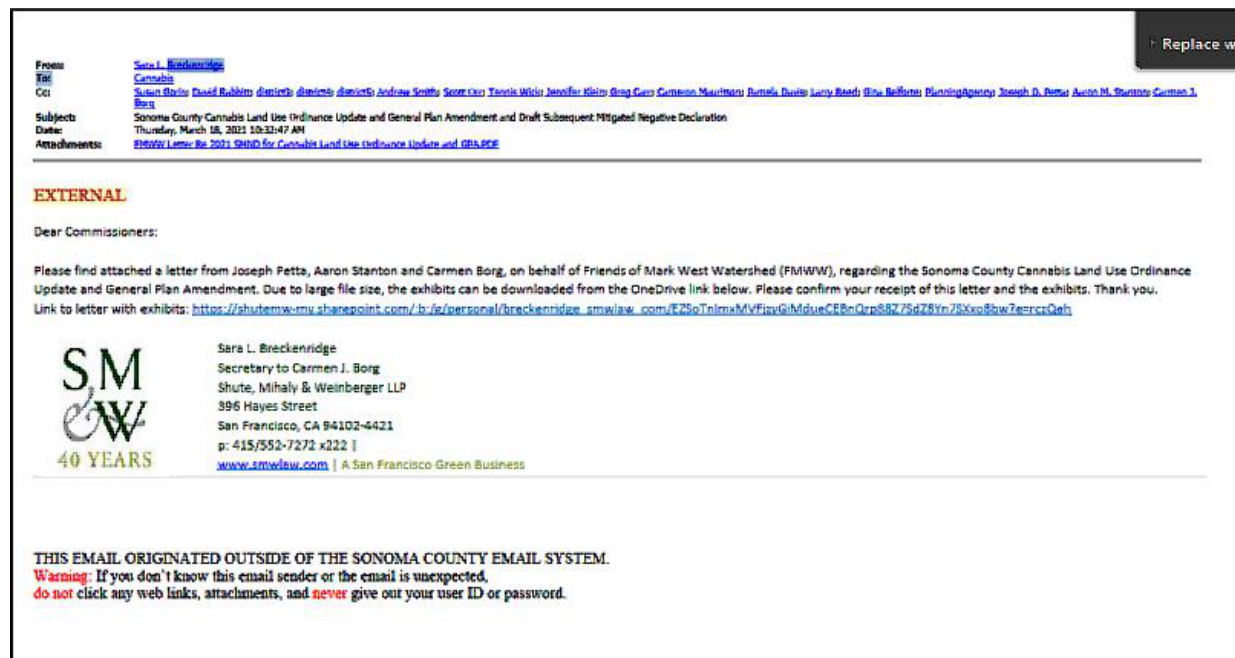 Replace w
From: Sara L. Breckenridge
To: Cannabis
Cc: Susan Gorin; David Rabbitt; district3; district4; district5; Andrew Smith; Scott Orr; Tennis Wick; Jennifer Klein; Greg Carr; Cameron Mauritson; Pamela Davis; Larry Reed; Gina Belforte; PlanningAgency; Joseph D. Petta; Aaron M. Stanton; Carmen J. Borg
Subject: Sonoma County Cannabis Land Use Ordinance Update and General Plan Amendment and Draft Subsequent Mitigated Negative Declaration
Date: Thursday, March 18, 2021 10:32:47 AM
Attachments: FMWW Letter Re 2021 SMND for Cannabis Land Use Ordinance Update and GPA.PDF
EXTERNAL
Dear Commissioners:
Please find attached a letter from Joseph Petta, Aaron Stanton and Carmen Borg, on behalf of Friends of Mark West Watershed (FMWW), regarding the Sonoma County Cannabis Land Use Ordinance
Update and General Plan Amendment. Due to large file size, the exhibits can be downloaded from the OneDrive link below. Please confirm your receipt of this letter and the exhibits. Thank you.
Link to letter with exhibits:
SM
&W
40 YEARS
Sara L. Breckenridge
Secretary to Carmen J. Borg
Shute, Mihaly & Weinberger LLP
396 Hayes Street
San Francisco, CA 94102-4421
p: 415/552-7272 x222 |
www.smwlaw.com | A San Francisco Green Business
THIS EMAIL ORIGINATED OUTSIDE OF THE SONOMA COUNTY EMAIL SYSTEM.
Warning: If you don't know this email sender or the email is unexpected,
do not click any web links, attachments, and never give out your user ID or password.